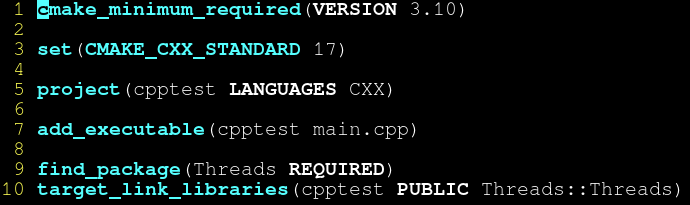 1 cmake_minimum_required(VERSION 3.10)
2
3 set(CMAKE_CXX_STANDARD 17)
4
5 project(cpptest LANGUAGES CXX)
6
7 add_executable(cpptest main.cpp)
8
9 find_package(Threads REQUIRED)
10 target_link_libraries(cpptest PUBLIC Threads::Threads)